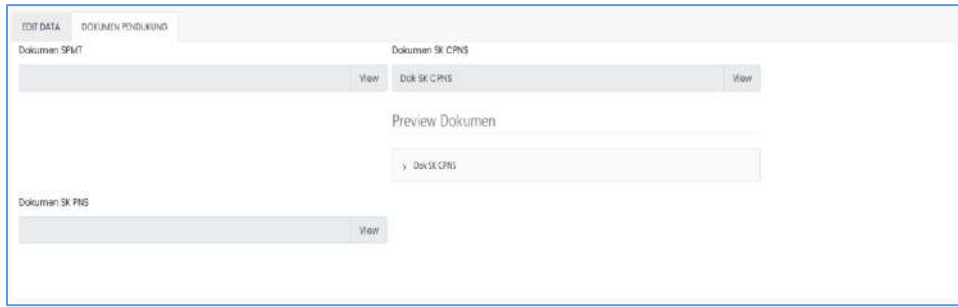 EDIT DATA DOKUMEN PENDUKUNG
Dokumen SPMT Dokumen SK CPNS
View Dok SK CPNS View
Preview Dokumen
> Dok SK CPNS
Dokumen SK PNS
View